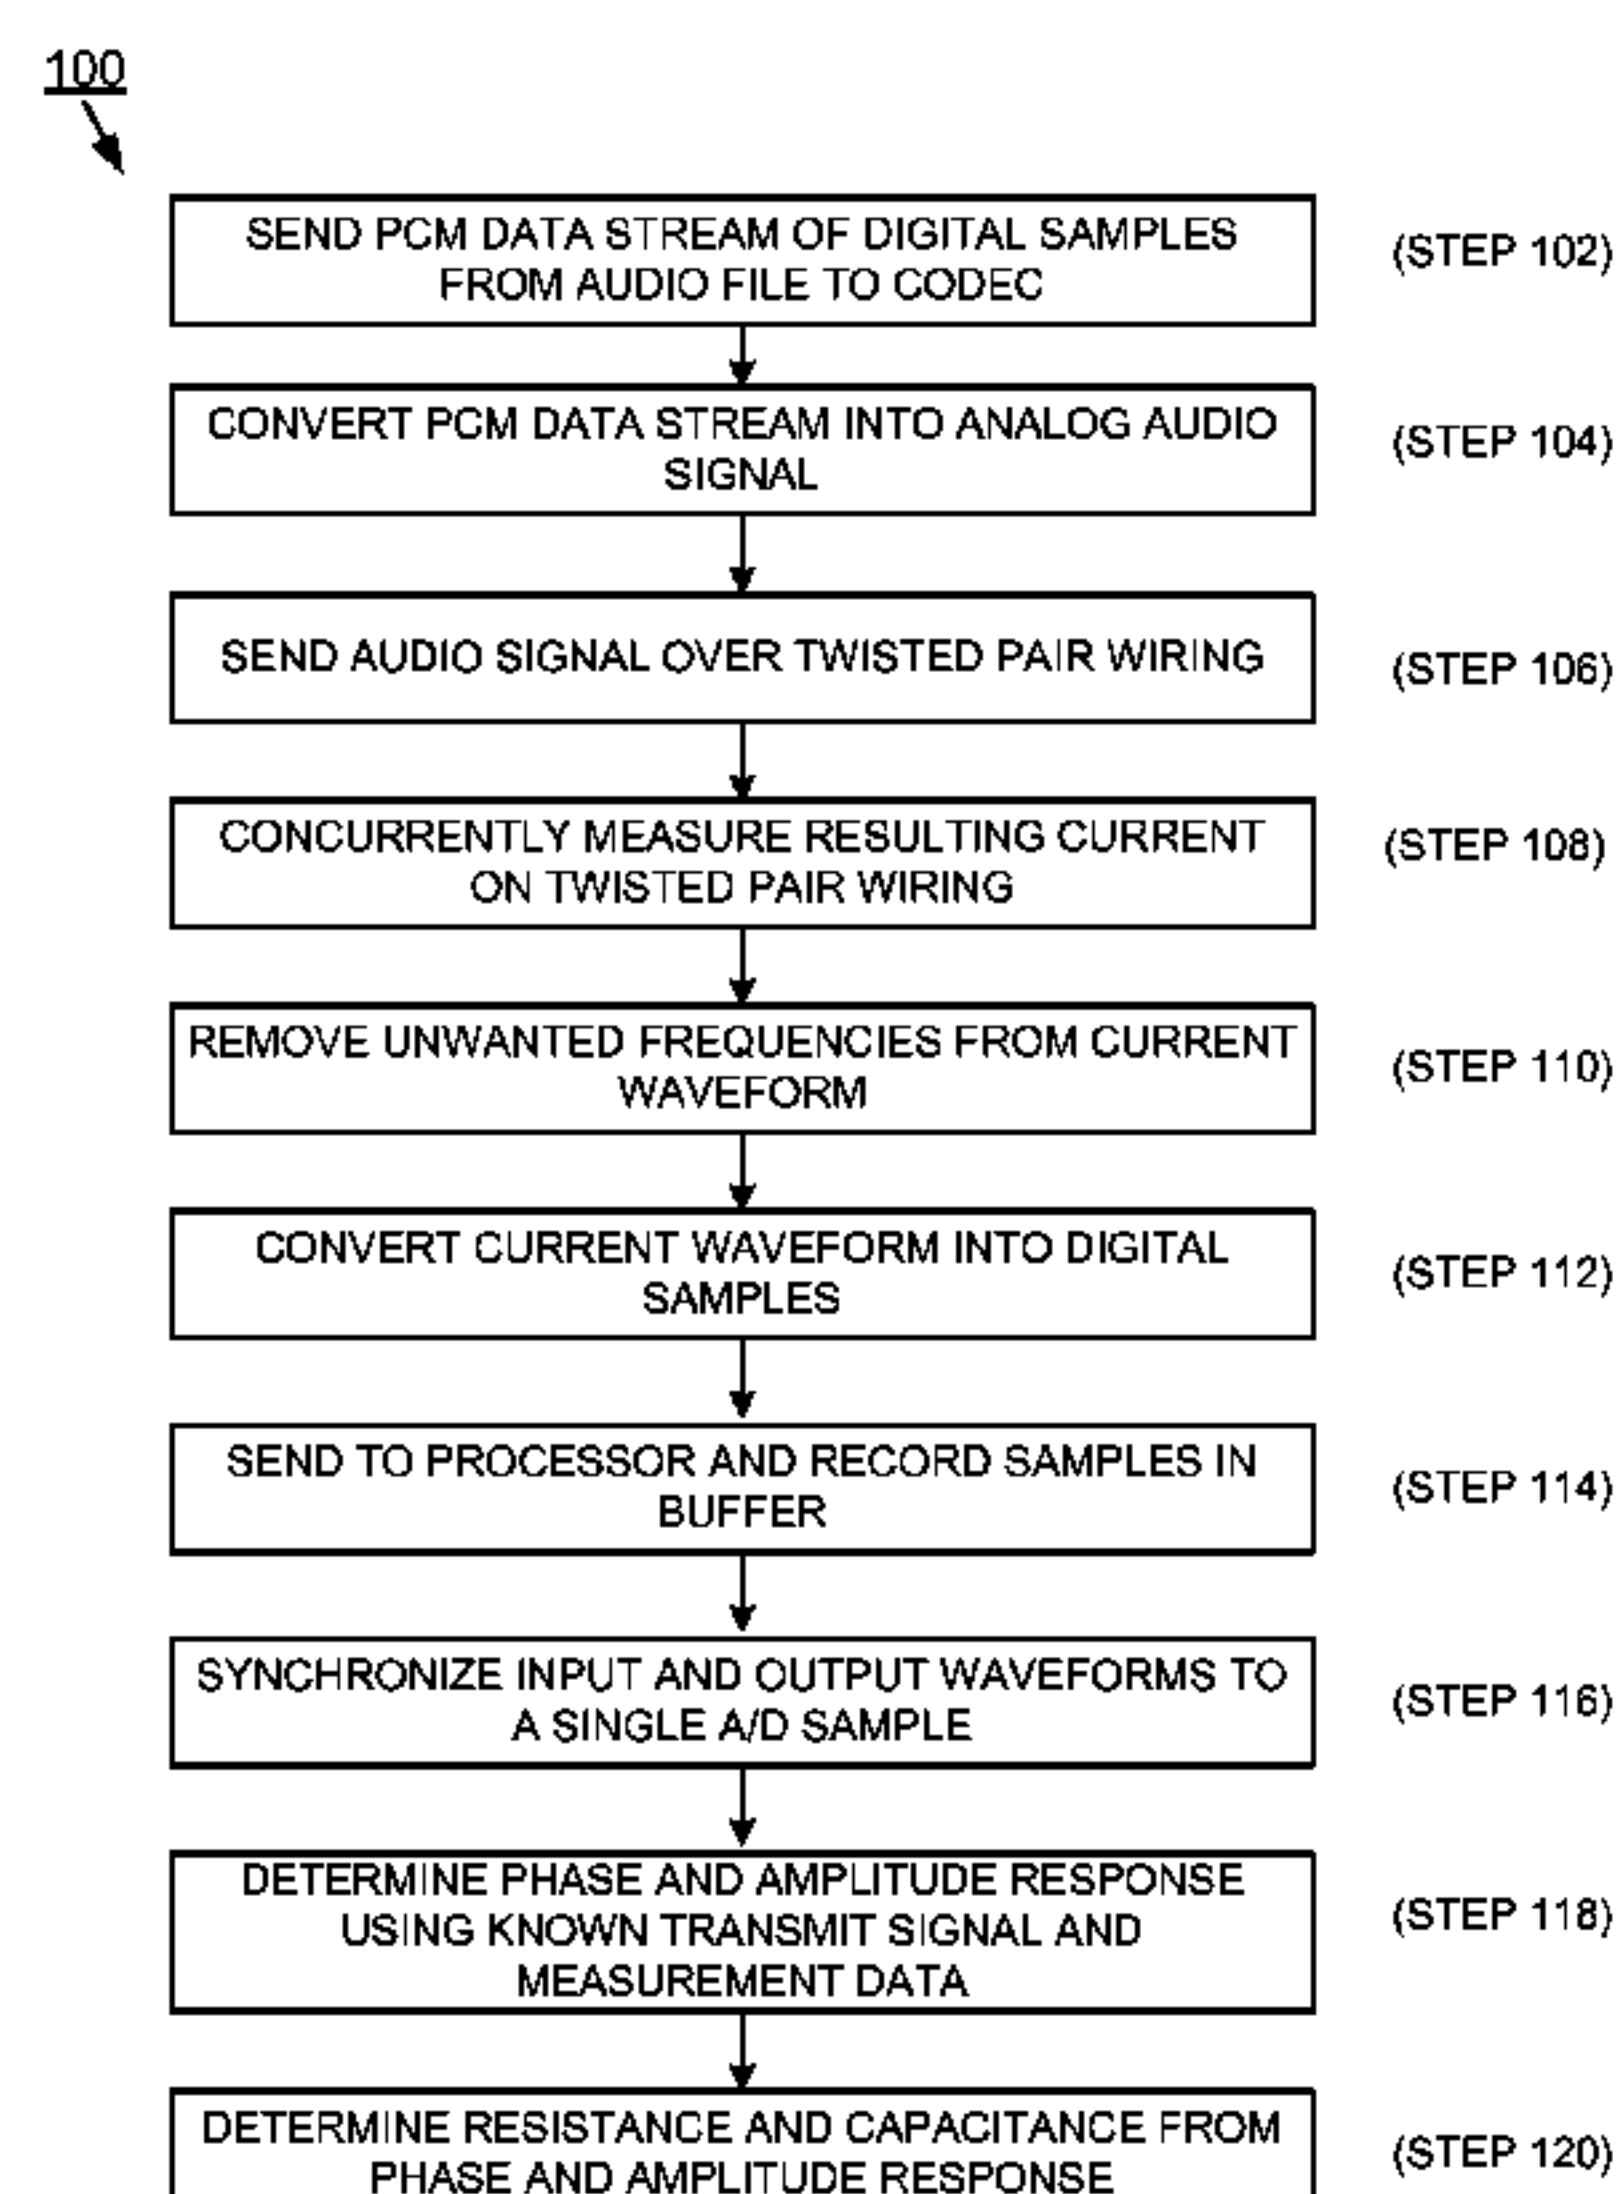 100
SEND PCM DATA STREAM OF DIGITAL SAMPLES
FROM AUDIO FILE TO CODEC
(STEP 102)
CONVERT PCM DATA STREAM INTO ANALOG AUDIO
SIGNAL
(STEP 104)
SEND AUDIO SIGNAL OVER TWISTED PAIR WIRING
(STEP 106)
CONCURRENTLY MEASURE RESULTING CURRENT
ON TWISTED PAIR WIRING
(STEP 108)
REMOVE UNWANTED FREQUENCIES FROM CURRENT
WAVEFORM
(STEP 110)
CONVERT CURRENT WAVEFORM INTO DIGITAL
SAMPLES
(STEP 112)
SEND TO PROCESSOR AND RECORD SAMPLES IN
BUFFER
(STEP 114)
SYNCHRONIZE INPUT AND OUTPUT WAVEFORMS TO
A SINGLE A/D SAMPLE
(STEP 116)
DETERMINE PHASE AND AMPLITUDE RESPONSE
USING KNOWN TRANSMIT SIGNAL AND
MEASUREMENT DATA
(STEP 118)
DETERMINE RESISTANCE AND CAPACITANCE FROM
PHASE AND AMPLITUDE RESPONSE
(STEP 120)